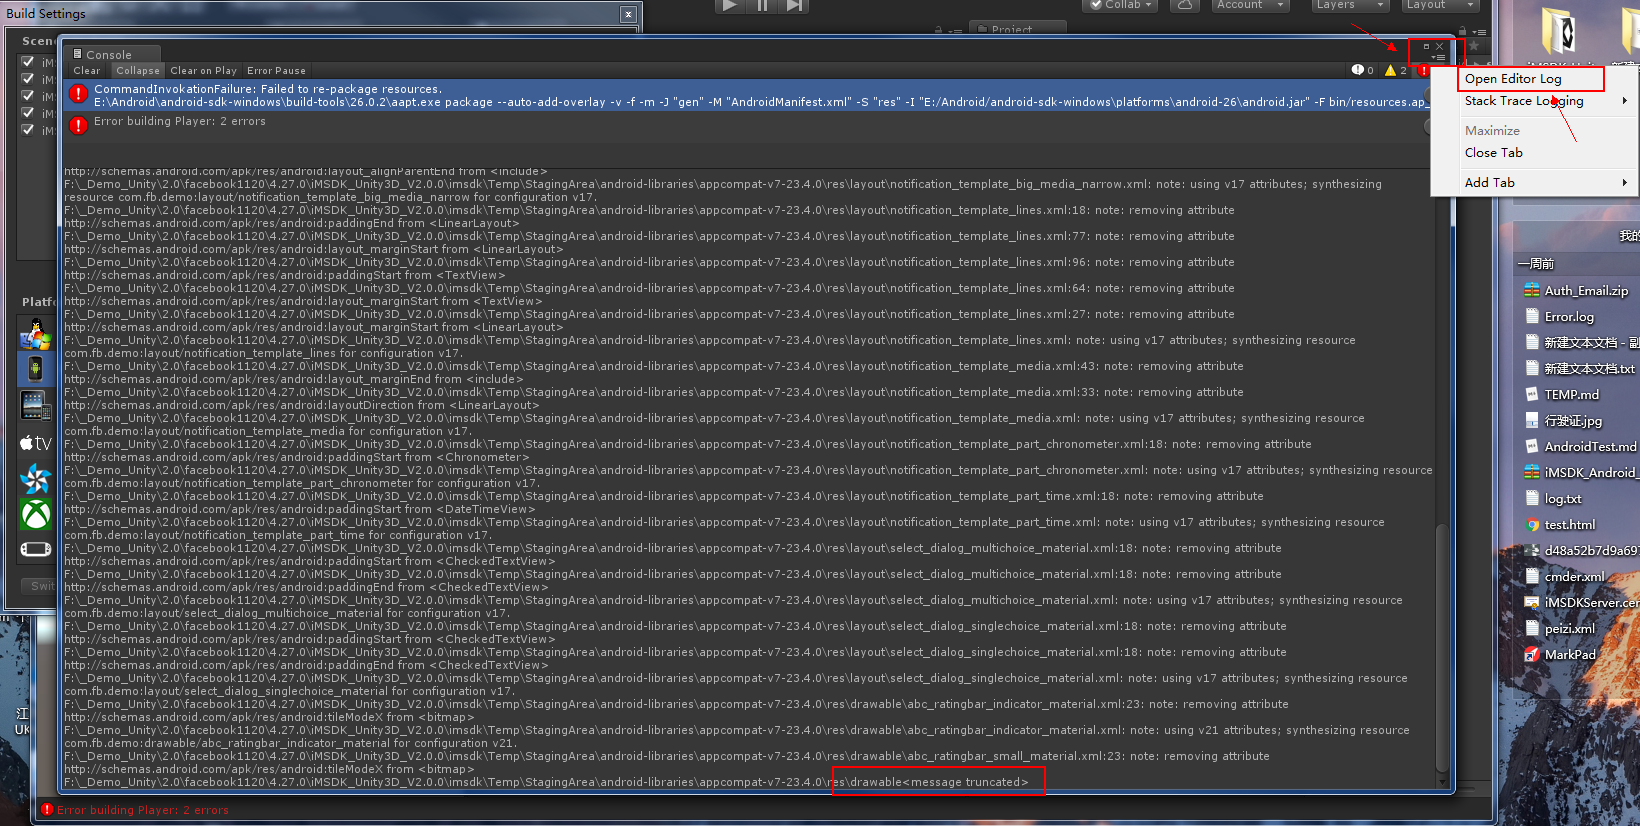 Build Settings
Collab
Account
Layers
Layout
Project
Console
Clear
Collapse
Clear on Play
Error Pause
0
2
CommandInvokationFailure: Failed to re-package resources.
E:\Android\android-sdk-windows\build-tools\26.0.2\aapt.exe package --auto-add-overlay -v -f -m -J "gen" -M "AndroidManifest.xml" -S "res" -I "E:/Android/android-sdk-windows\platforms\android-26\android.jar" -F bin/resources.ap_
Error building Player: 2 errors
Open Editor Log
Stack Trace Logging
Maximize
Close Tab
Add Tab
http://schemas.android.com/apk/res/android:layout_alignParentEnd from <include>
F:\_Demo_Unity\2.0\facebook1120\4.27.0\iMSDK_Unity3D_V2.0.0\imsdk\Temp\StagingArea\android-libraries\appcompat-v7-23.4.0\res\layout\notification_template_big_media_narrow.xml: note: using v17 attributes; synthesizing
resource com.fb.demo:layout/notification_template_big_media_narrow for configuration v17.
F:\_Demo_Unity\2.0\facebook1120\4.27.0\iMSDK_Unity3D_V2.0.0\imsdk\Temp\StagingArea\android-libraries\appcompat-v7-23.4.0\res\layout\notification_template_lines.xml:18: note: removing attribute
http://schemas.android.com/apk/res/android:paddingEnd from <LinearLayout>
F:\_Demo_Unity\2.0\facebook1120\4.27.0\iMSDK_Unity3D_V2.0.0\imsdk\Temp\StagingArea\android-libraries\appcompat-v7-23.4.0\res\layout\notification_template_lines.xml:77: note: removing attribute
http://schemas.android.com/apk/res/android:layout_marginStart from <LinearLayout>
F:\_Demo_Unity\2.0\facebook1120\4.27.0\iMSDK_Unity3D_V2.0.0\imsdk\Temp\StagingArea\android-libraries\appcompat-v7-23.4.0\res\layout\notification_template_lines.xml:96: note: removing attribute
http://schemas.android.com/apk/res/android:paddingStart from <TextView>
F:\_Demo_Unity\2.0\facebook1120\4.27.0\iMSDK_Unity3D_V2.0.0\imsdk\Temp\StagingArea\android-libraries\appcompat-v7-23.4.0\res\layout\notification_template_lines.xml:64: note: removing attribute
http://schemas.android.com/apk/res/android:layout_marginStart from <TextView>
F:\_Demo_Unity\2.0\facebook1120\4.27.0\iMSDK_Unity3D_V2.0.0\imsdk\Temp\StagingArea\android-libraries\appcompat-v7-23.4.0\res\layout\notification_template_lines.xml:27: note: removing attribute
http://schemas.android.com/apk/res/android:layout_marginStart from <LinearLayout>
F:\_Demo_Unity\2.0\facebook1120\4.27.0\iMSDK_Unity3D_V2.0.0\imsdk\Temp\StagingArea\android-libraries\appcompat-v7-23.4.0\res\layout\notification_template_lines.xml: note: using v17 attributes; synthesizing resource
com.fb.demo:layout/notification_template_lines for configuration v17.
F:\_Demo_Unity\2.0\facebook1120\4.27.0\iMSDK_Unity3D_V2.0.0\imsdk\Temp\StagingArea\android-libraries\appcompat-v7-23.4.0\res\layout\notification_template_media.xml:43: note: removing attribute
http://schemas.android.com/apk/res/android:layout_marginEnd from <include>
F:\_Demo_Unity\2.0\facebook1120\4.27.0\iMSDK_Unity3D_V2.0.0\imsdk\Temp\StagingArea\android-libraries\appcompat-v7-23.4.0\res\layout\notification_template_media.xml:33: note: removing attribute
http://schemas.android.com/apk/res/android:layoutDirection from <LinearLayout>
F:\_Demo_Unity\2.0\facebook1120\4.27.0\iMSDK_Unity3D_V2.0.0\imsdk\Temp\StagingArea\android-libraries\appcompat-v7-23.4.0\res\layout\notification_template_media.xml: note: using v17 attributes; synthesizing resource
com.fb.demo:layout/notification_template_media for configuration v17.
F:\_Demo_Unity\2.0\facebook1120\4.27.0\iMSDK_Unity3D_V2.0.0\imsdk\Temp\StagingArea\android-libraries\appcompat-v7-23.4.0\res\layout\notification_template_part_chronometer.xml:18: note: removing attribute
http://schemas.android.com/apk/res/android:paddingStart from <Chronometer>
F:\_Demo_Unity\2.0\facebook1120\4.27.0\iMSDK_Unity3D_V2.0.0\imsdk\Temp\StagingArea\android-libraries\appcompat-v7-23.4.0\res\layout\notification_template_part_chronometer.xml: note: using v17 attributes; synthesizing resource
com.fb.demo:layout/notification_template_part_chronometer for configuration v17.
F:\_Demo_Unity\2.0\facebook1120\4.27.0\iMSDK_Unity3D_V2.0.0\imsdk\Temp\StagingArea\android-libraries\appcompat-v7-23.4.0\res\layout\notification_template_part_time.xml:18: note: removing attribute
http://schemas.android.com/apk/res/android:paddingStart from <DateTimeView>
F:\_Demo_Unity\2.0\facebook1120\4.27.0\iMSDK_Unity3D_V2.0.0\imsdk\Temp\StagingArea\android-libraries\appcompat-v7-23.4.0\res\layout\notification_template_part_time.xml: note: using v17 attributes; synthesizing resource
com.fb.demo:layout/notification_template_part_time for configuration v17.
F:\_Demo_Unity\2.0\facebook1120\4.27.0\iMSDK_Unity3D_V2.0.0\imsdk\Temp\StagingArea\android-libraries\appcompat-v7-23.4.0\res\layout\select_dialog_multichoice_material.xml:18: note: removing attribute
http://schemas.android.com/apk/res/android:paddingStart from <CheckedTextView>
F:\_Demo_Unity\2.0\facebook1120\4.27.0\iMSDK_Unity3D_V2.0.0\imsdk\Temp\StagingArea\android-libraries\appcompat-v7-23.4.0\res\layout\select_dialog_multichoice_material.xml:18: note: removing attribute
http://schemas.android.com/apk/res/android:paddingEnd from <CheckedTextView>
F:\_Demo_Unity\2.0\facebook1120\4.27.0\iMSDK_Unity3D_V2.0.0\imsdk\Temp\StagingArea\android-libraries\appcompat-v7-23.4.0\res\layout\select_dialog_multichoice_material.xml: note: using v17 attributes; synthesizing resource
com.fb.demo:layout/select_dialog_multichoice_material for configuration v17.
F:\_Demo_Unity\2.0\facebook1120\4.27.0\iMSDK_Unity3D_V2.0.0\imsdk\Temp\StagingArea\android-libraries\appcompat-v7-23.4.0\res\layout\select_dialog_singlechoice_material.xml:18: note: removing attribute
http://schemas.android.com/apk/res/android:paddingStart from <CheckedTextView>
F:\_Demo_Unity\2.0\facebook1120\4.27.0\iMSDK_Unity3D_V2.0.0\imsdk\Temp\StagingArea\android-libraries\appcompat-v7-23.4.0\res\layout\select_dialog_singlechoice_material.xml:18: note: removing attribute
http://schemas.android.com/apk/res/android:paddingEnd from <CheckedTextView>
F:\_Demo_Unity\2.0\facebook1120\4.27.0\iMSDK_Unity3D_V2.0.0\imsdk\Temp\StagingArea\android-libraries\appcompat-v7-23.4.0\res\layout\select_dialog_singlechoice_material.xml: note: using v17 attributes; synthesizing resource
com.fb.demo:layout/select_dialog_singlechoice_material for configuration v17.
F:\_Demo_Unity\2.0\facebook1120\4.27.0\iMSDK_Unity3D_V2.0.0\imsdk\Temp\StagingArea\android-libraries\appcompat-v7-23.4.0\res\drawable\abc_ratingbar_indicator_material.xml:23: note: removing attribute
http://schemas.android.com/apk/res/android:tileModeX from <bitmap>
F:\_Demo_Unity\2.0\facebook1120\4.27.0\iMSDK_Unity3D_V2.0.0\imsdk\Temp\StagingArea\android-libraries\appcompat-v7-23.4.0\res\drawable\abc_ratingbar_indicator_material.xml: note: using v21 attributes; synthesizing resource
com.fb.demo:drawable/abc_ratingbar_indicator_material for configuration v21.
F:\_Demo_Unity\2.0\facebook1120\4.27.0\iMSDK_Unity3D_V2.0.0\imsdk\Temp\StagingArea\android-libraries\appcompat-v7-23.4.0\res\drawable\abc_ratingbar_small_material.xml:23: note: removing attribute
http://schemas.android.com/apk/res/android:tileModeX from <bitmap>
F:\_Demo_Unity\2.0\facebook1120\4.27.0\iMSDK_Unity3D_V2.0.0\imsdk\Temp\StagingArea\android-libraries\appcompat-v7-23.4.0\res\drawable<message truncated>
Error building Player: 2 errors
Scene
iMS
iMS
iMS
iMS
iMS
Platfo
tv
Swit
江
UK
我的
一周前
Auth_Email.zip
Error.log
新建文本文档 - 副
新建文本文档.txt
TEMP.md
行驶证.jpg
AndroidTest.md
iMSDK_Android_
log.txt
test.html
d48a52b7d9a697
cmder.xml
iMSDKServer.cer
peizi.xml
MarkPad